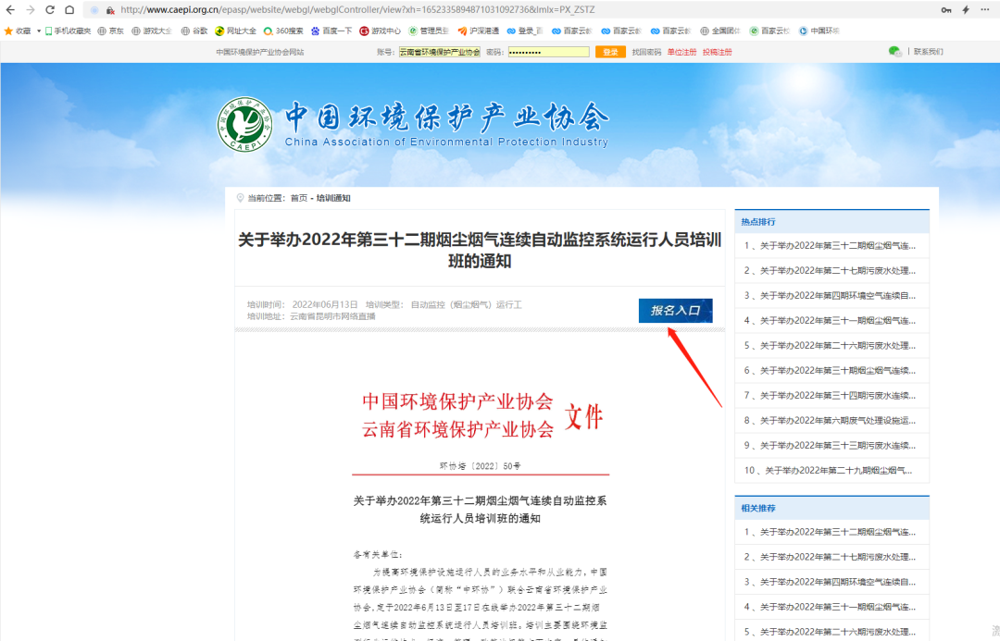 http://www.caepi.org.cn/epasp/website/webgl/webglController/view?xh=1652335894871031092736&lmlx=PX_ZSTZ
收藏 手机收藏夹 京东 游戏大全 谷歌 网址大全 360搜索 百度一下 游戏中心 管理员登 沪深港通 登录_百 百家云 百家云 百家云 全国团体 百家云 中国环境
中国环境保护产业协会网站 账号: 云南省环境保护产业协会 密码: •••••••••• 登录 找回密码 单位注册 投稿注册 | 联系我们
中国环境保护产业协会
China Association of Environmental Protection Industry
CAEPI
当前位置: 首页 - 培训通知
关于举办2022年第三十二期烟尘烟气连续自动监控系统运行人员培训
班的通知
培训时间: 2022年06月13日 培训类型: 自动监控（烟尘烟气）运行工
培训地址: 云南省昆明市网络直播
报名入口
中国环境保护产业协会
云南省环境保护产业协会
文件
环协培〔2022〕50号
关于举办2022年第三十二期烟尘烟气连续自动监控系
统运行人员培训班的通知
各有关单位:
为提高环境保护设施运行人员的业务水平和从业能力,中国
环境保护产业协会（简称“中环协”）联合云南省环境保护产业
协会,定于2022年6月13日至17日在线举办2022年第三十二期烟
尘烟气连续自动监控系统运行人员培训班;培训主要围绕环境监
热点排行
1 、关于举办2022年第三十二期烟尘烟气连...
2 、关于举办2022年第二十七期污废水处理...
3 、关于举办2022年第四期环境空气连续自...
4 、关于举办2022年第三十一期烟尘烟气连...
5 、关于举办2022年第二十六期污废水处理...
6 、关于举办2022年第三十期烟尘烟气连续...
7 、关于举办2022年第三十四期污水连续...
8 、关于举办2022年第六期废气处理设施运...
9 、关于举办2022年第三十三期污水连续...
10 、关于举办2022年第二十九期烟尘烟气...
相关推荐
1 、关于举办2022年第三十二期烟尘烟气连...
2 、关于举办2022年第二十七期污废水处理...
3 、关于举办2022年第四期环境空气连续自...
4 、关于举办2022年第三十一期烟尘烟气连...
5 、关于举办2022年第二十六期污废水处理...